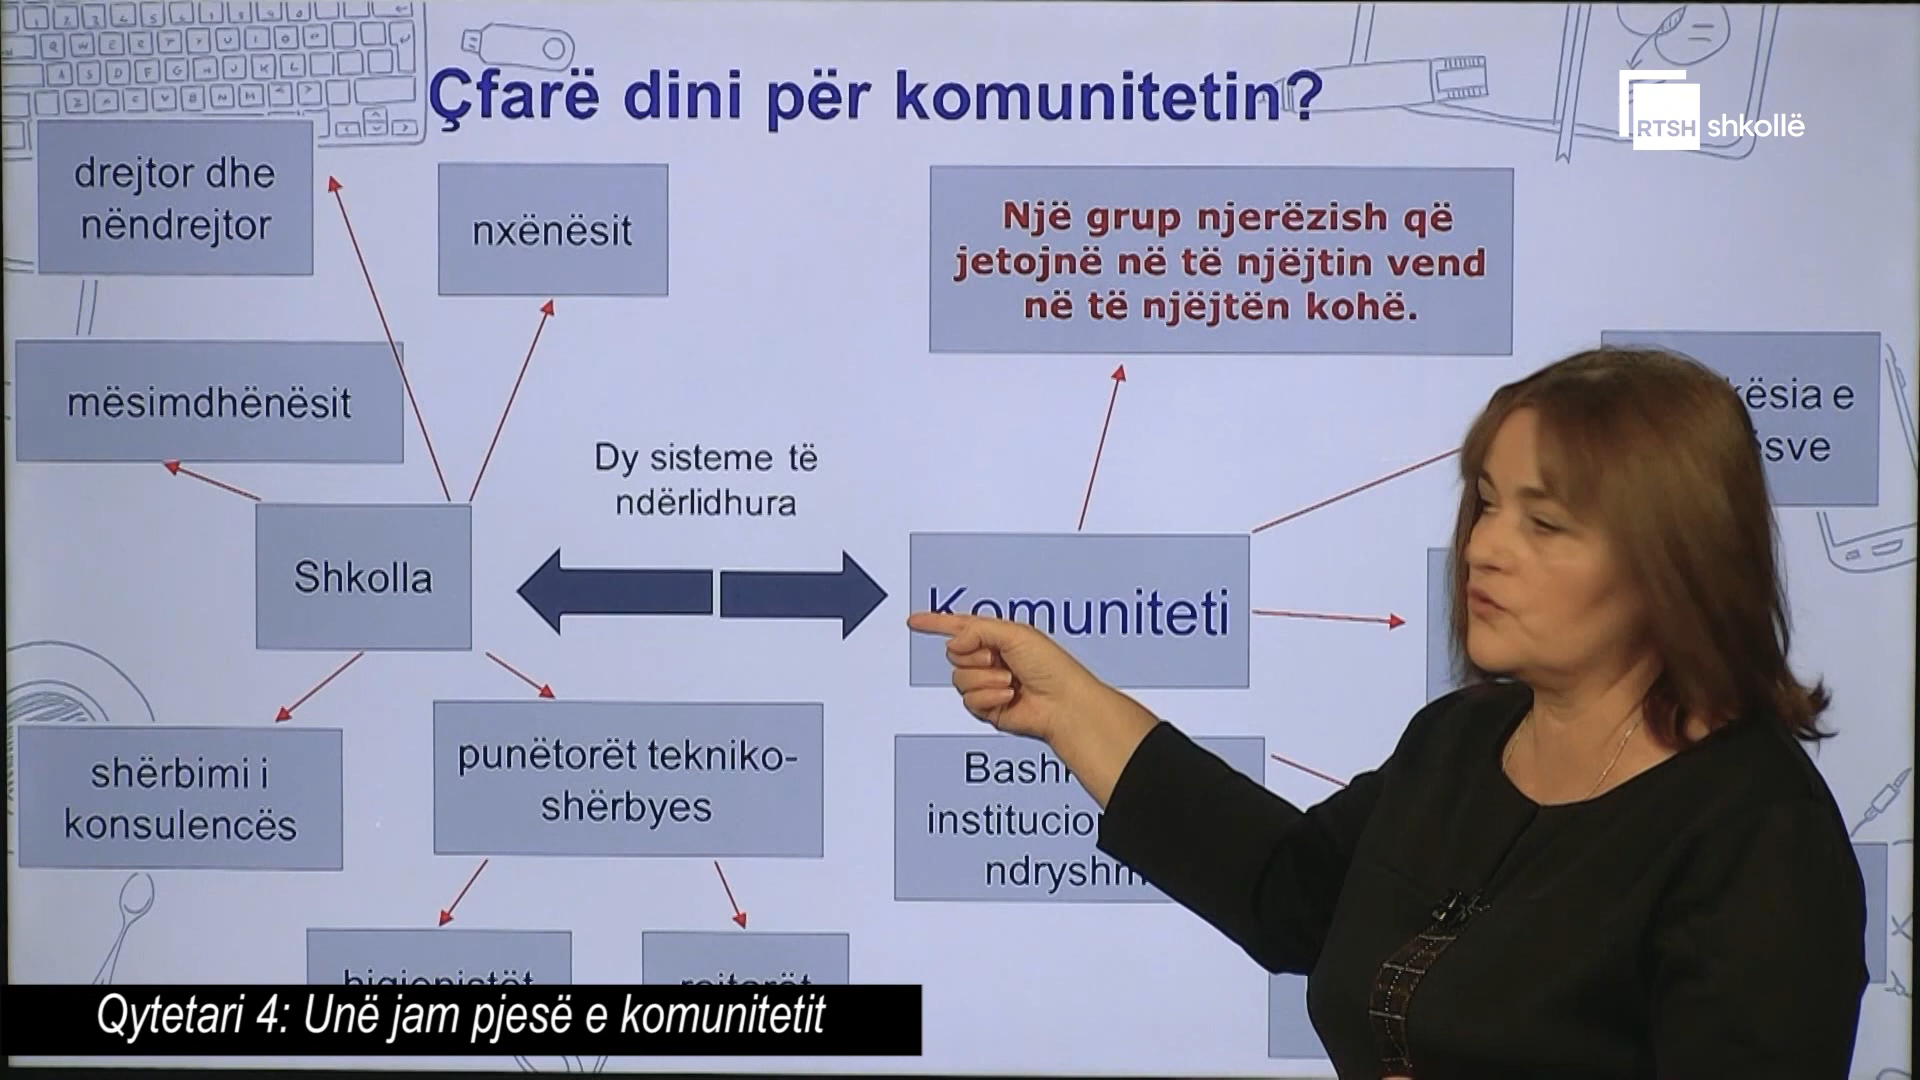 Çfarë dini për komunitetin?
RTSH shkollë
drejtor dhe
nëndrejtor
nxënësit
Një grup njerëzish që
jetojnë në të njëjtin vend
në të njëjtën kohë.
mësimdhënësit
Dy sisteme të
ndërlidhura
Shkolla
Komuniteti
shërbimi i
konsulencës
punëtorët tekniko-
shërbyes
Qytetari 4: Unë jam pjesë e komunitetit